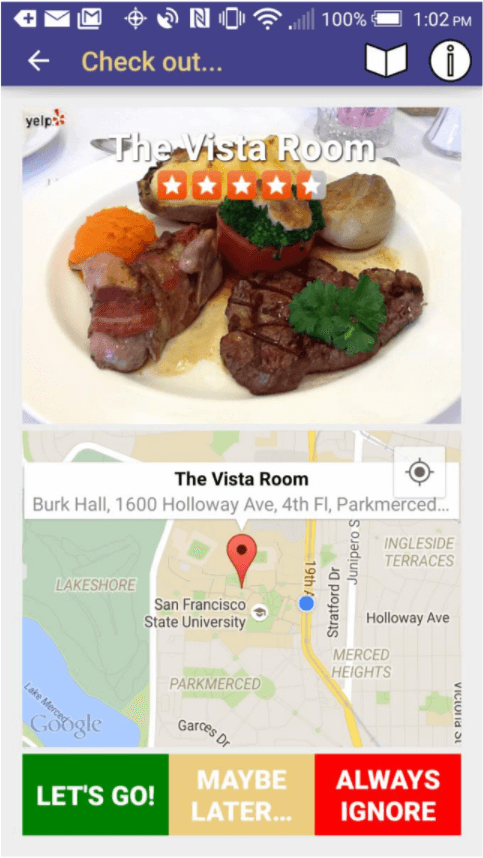 100% 1:02 PM
Check out...
yelp
The Vista Room
The Vista Room
Burk Hall, 1600 Holloway Ave, 4th Fl, Parkmerced...
INGLESIDE
TERRACES
Junipero S
19th A
Stratford Dr
LAKESHORE
San Francisco
State University
Holloway Ave
MERCED
HEIGHTS
PARKMERCED
Lake Merced
Google
Garces Dr
Victoria St
LET'S GO!
MAYBE
LATER...
ALWAYS
IGNORE